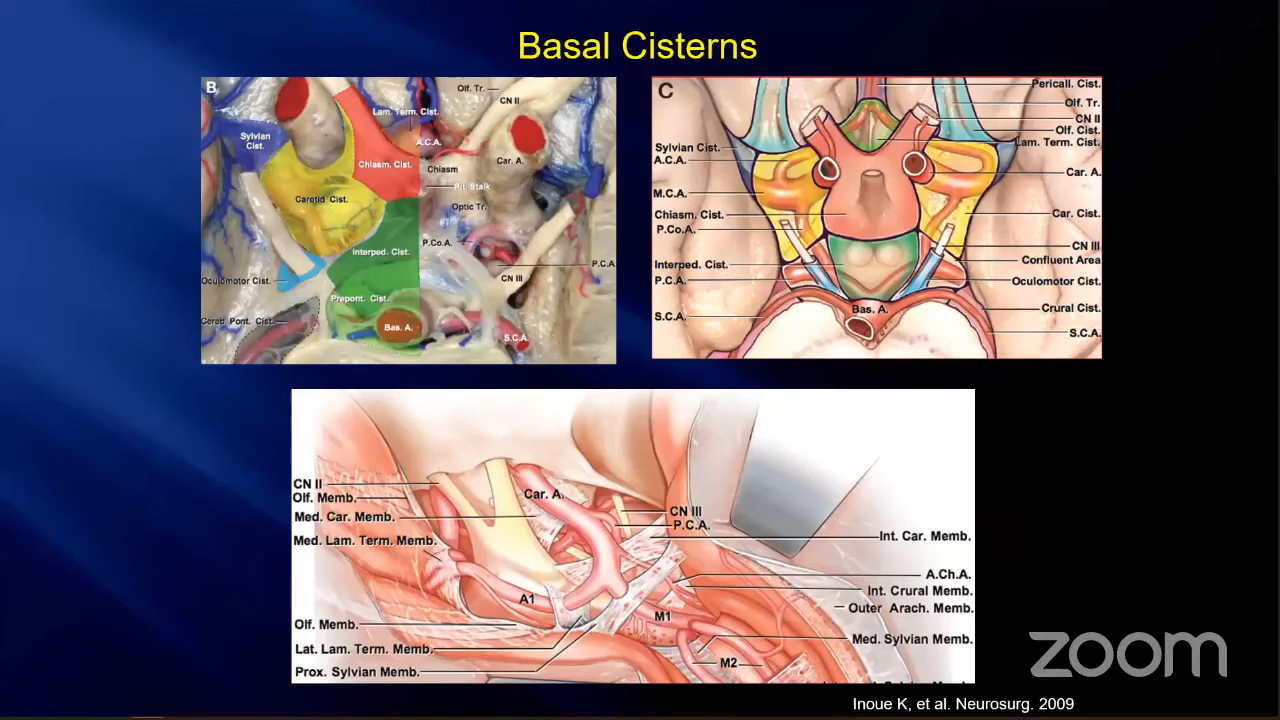 Basal Cisterns
B
Olf. Tr.
CN II
Lam. Term. Cist.
Sylvian
Cist.
A.C.A.
Chiasm. Cist.
Chiasm
Car. A.
Pit. Stalk
Carotid Cist.
Optic Tr.
P.Co.A.
Interped. Cist.
P.C.A.
CN III
Oculomotor Cist.
Prepont. Cist.
Cereb. Pont. Cist.
Bas. A.
S.C.A.
C
Pericall. Cist.
Olf. Tr.
CN II
Olf. Cist.
Lam. Term. Cist.
Sylvian Cist.
A.C.A.
Car. A.
M.C.A.
Chiasm. Cist.
Car. Cist.
P.Co.A.
CN III
Confluent Area
Interped. Cist.
P.C.A.
Oculomotor Cist.
Bas. A.
Crural Cist.
S.C.A.
S.C.A.
CN II
Olf. Memb.
Med. Car. Memb.
Med. Lam. Term. Memb.
Car. A.
CN III
P.C.A.
Int. Car. Memb.
A.Ch.A.
Int. Crural Memb.
Outer Arach. Memb.
A1
M1
Olf. Memb.
Med. Sylvian Memb.
Lat. Lam. Term. Memb.
M2
Prox. Sylvian Memb.
zoom
Inoue K, et al. Neurosurg. 2009